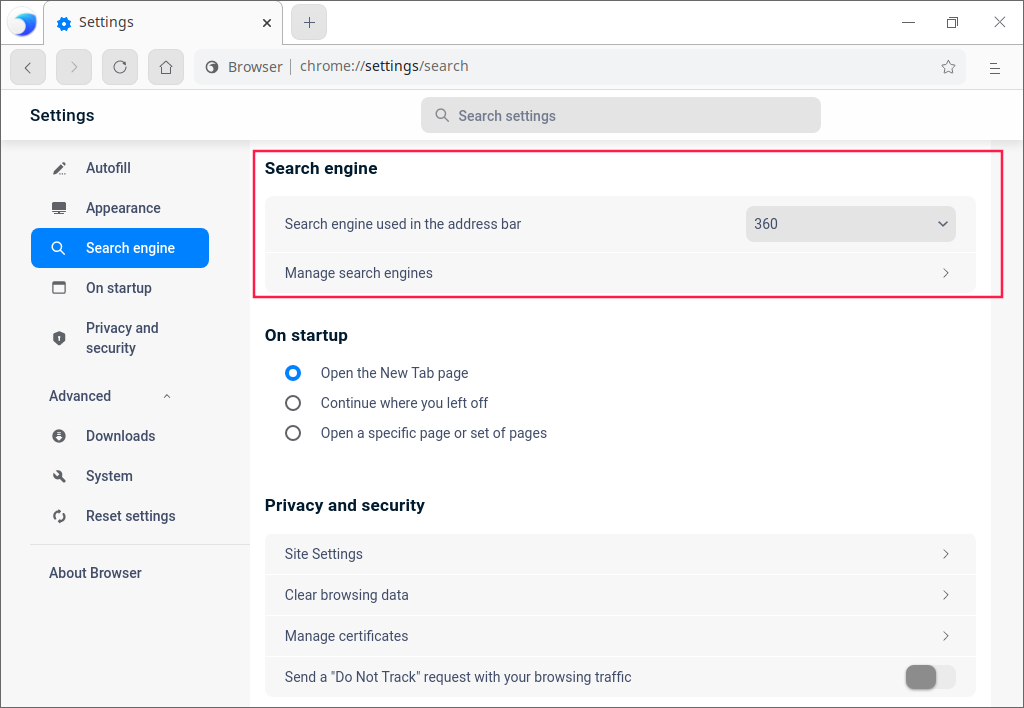 Settings
Browser | chrome://settings/search
Settings
Search settings
Autofill
Appearance
Search engine
On startup
Privacy and
security
Advanced
Downloads
System
Reset settings
About Browser
Search engine
Search engine used in the address bar
360
Manage search engines
On startup
Open the New Tab page
Continue where you left off
Open a specific page or set of pages
Privacy and security
Site Settings
Clear browsing data
Manage certificates
Send a "Do Not Track" request with your browsing traffic